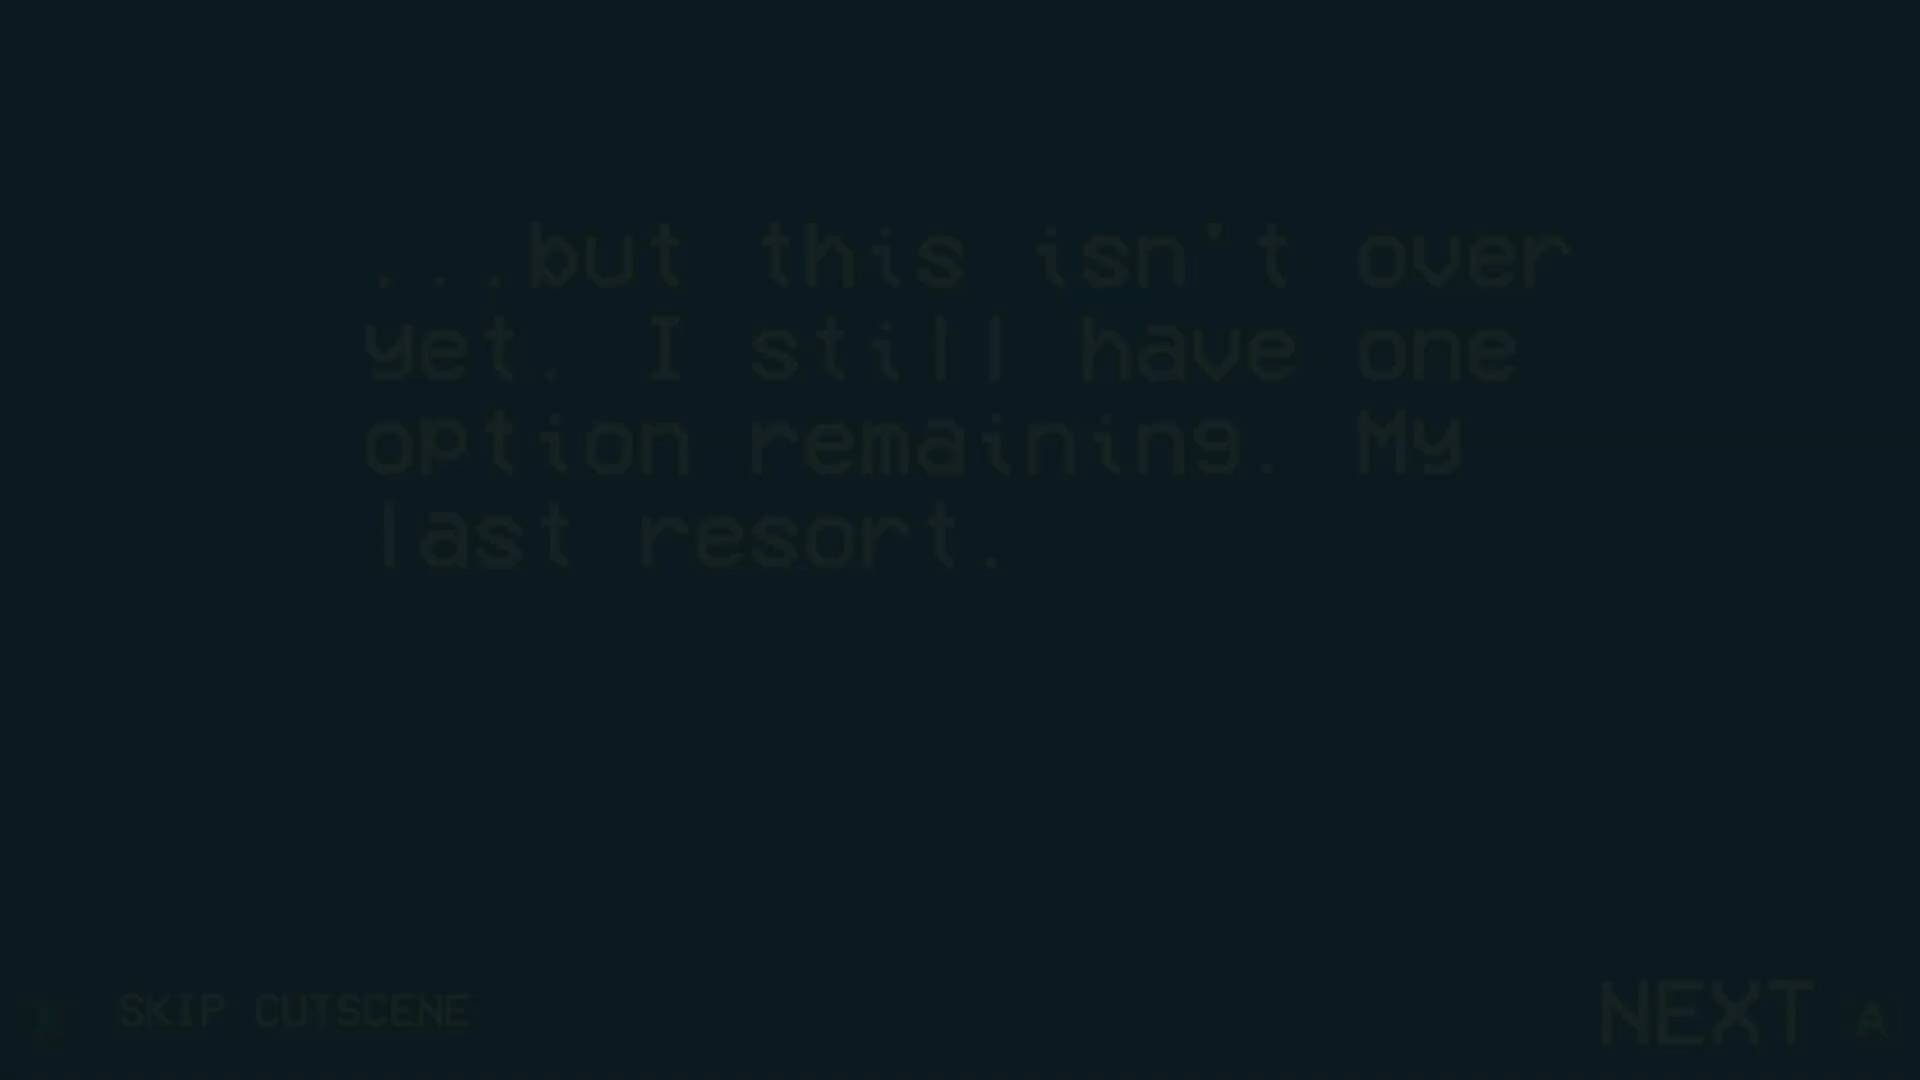 ...but this isn't over
yet. I still have one
option remaining. My
last resort.
X SKIP CUTSCENE
NEXT A